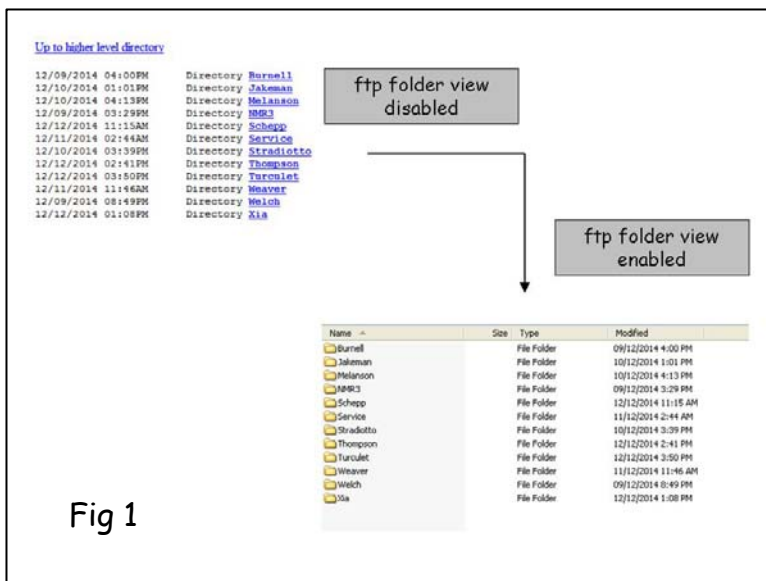 Up to higher level directory
12/09/2014 04:00PM Directory Burnell
12/10/2014 01:01PM Directory Jakeman
12/10/2014 04:13PM Directory Melanson
12/09/2014 03:29PM Directory NMR3
12/12/2014 11:15AM Directory Schepp
12/11/2014 02:44AM Directory Service
12/10/2014 03:39PM Directory Stradiotto
12/12/2014 02:41PM Directory Thompson
12/12/2014 03:50PM Directory Turculet
12/11/2014 11:46AM Directory Weaver
12/09/2014 08:49PM Directory Welch
12/12/2014 01:08PM Directory Xia
ftp folder view
disabled
ftp folder view
enabled
Name Size Type Modified
Burnell File Folder 09/12/2014 4:00 PM
Jakeman File Folder 10/12/2014 1:01 PM
Melanson File Folder 10/12/2014 4:13 PM
NMR3 File Folder 09/12/2014 3:29 PM
Schepp File Folder 12/12/2014 11:15 AM
Service File Folder 11/12/2014 2:44 AM
Stradiotto File Folder 10/12/2014 3:39 PM
Thompson File Folder 12/12/2014 2:41 PM
Turculet File Folder 12/12/2014 3:50 PM
Weaver File Folder 11/12/2014 11:46 AM
Welch File Folder 09/12/2014 8:49 PM
Xia File Folder 12/12/2014 1:08 PM
Fig 1